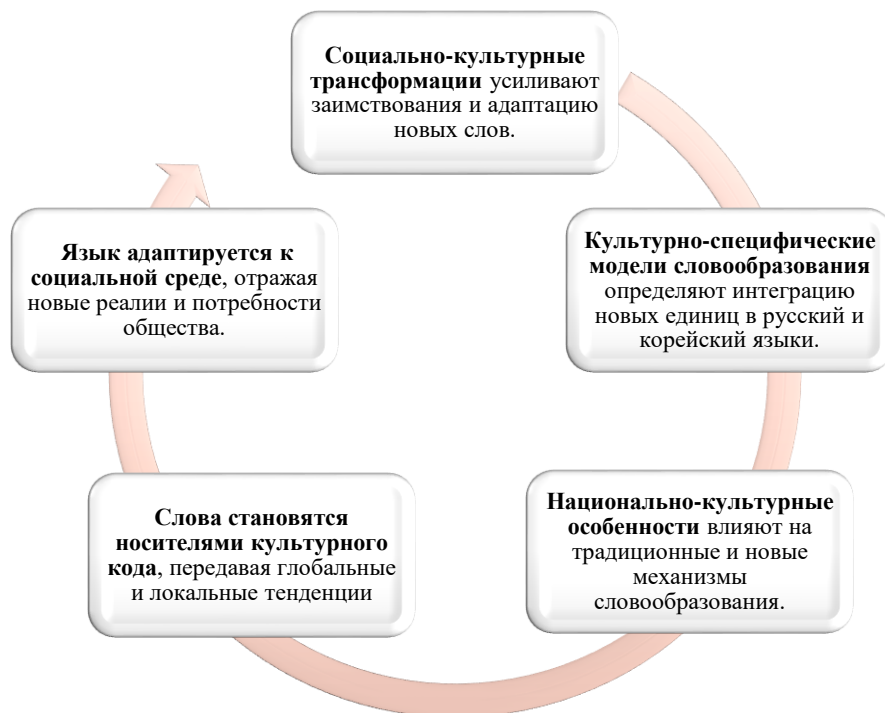 Социально-культурные
трансформации усиливают
заимствования и адаптацию
новых слов.
Культурно-специфические
модели словообразования
определяют интеграцию
новых единиц в русский и
корейский языки.
Национально-культурные
особенности влияют на
традиционные и новые
механизмы
словообразования.
Слова становятся
носителями культурного
кода, передавая глобальные
и локальные тенденции
Язык адаптируется к
социальной среде, отражая
новые реалии и потребности
общества.